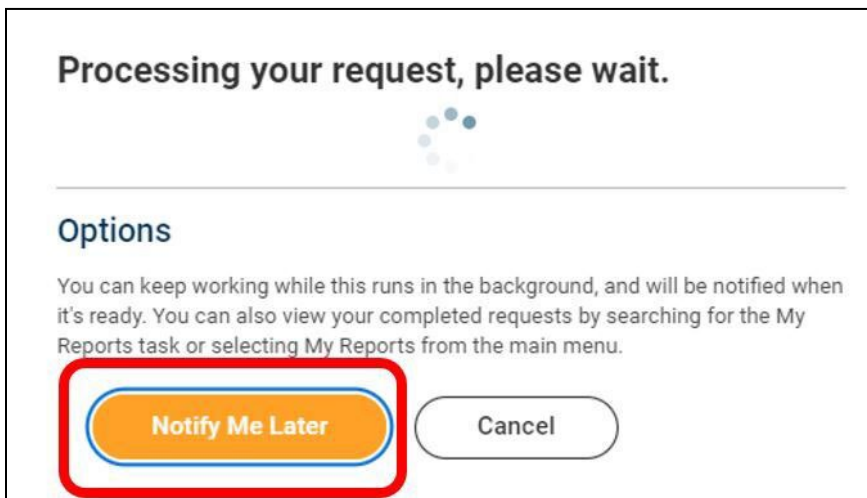 Processing your request, please wait.
Options
You can keep working while this runs in the background, and will be notified when
it's ready. You can also view your completed requests by searching for the My
Reports task or selecting My Reports from the main menu.
Notify Me Later
Cancel